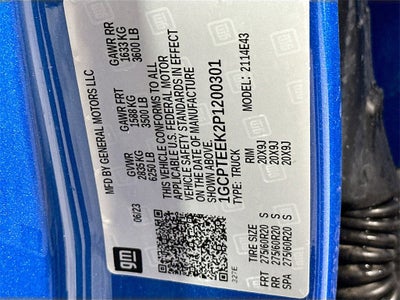 gm
MFD BY GENERAL MOTORS LLC
06/23
GVWR
2835 KG
6250 LB
GAWR FRT
1588 KG
3500 LB
GAWR RR
1633 KG
3600 LB
THIS VEHICLE CONFORMS TO ALL
APPLICABLE U.S. FEDERAL MOTOR
VEHICLE SAFETY STANDARDS IN EFFECT
ON THE DATE OF MANUFACTURE
SHOWN ABOVE.
1GCPTEEK2P1200301
TYPE: TRUCK
MODEL: 2114E43
TIRE SIZE RIM
FRT 275/60R20 S 20X9J
RR 275/60R20 S 20X9J
SPA 275/60R20 S 20X9J
327E
gm